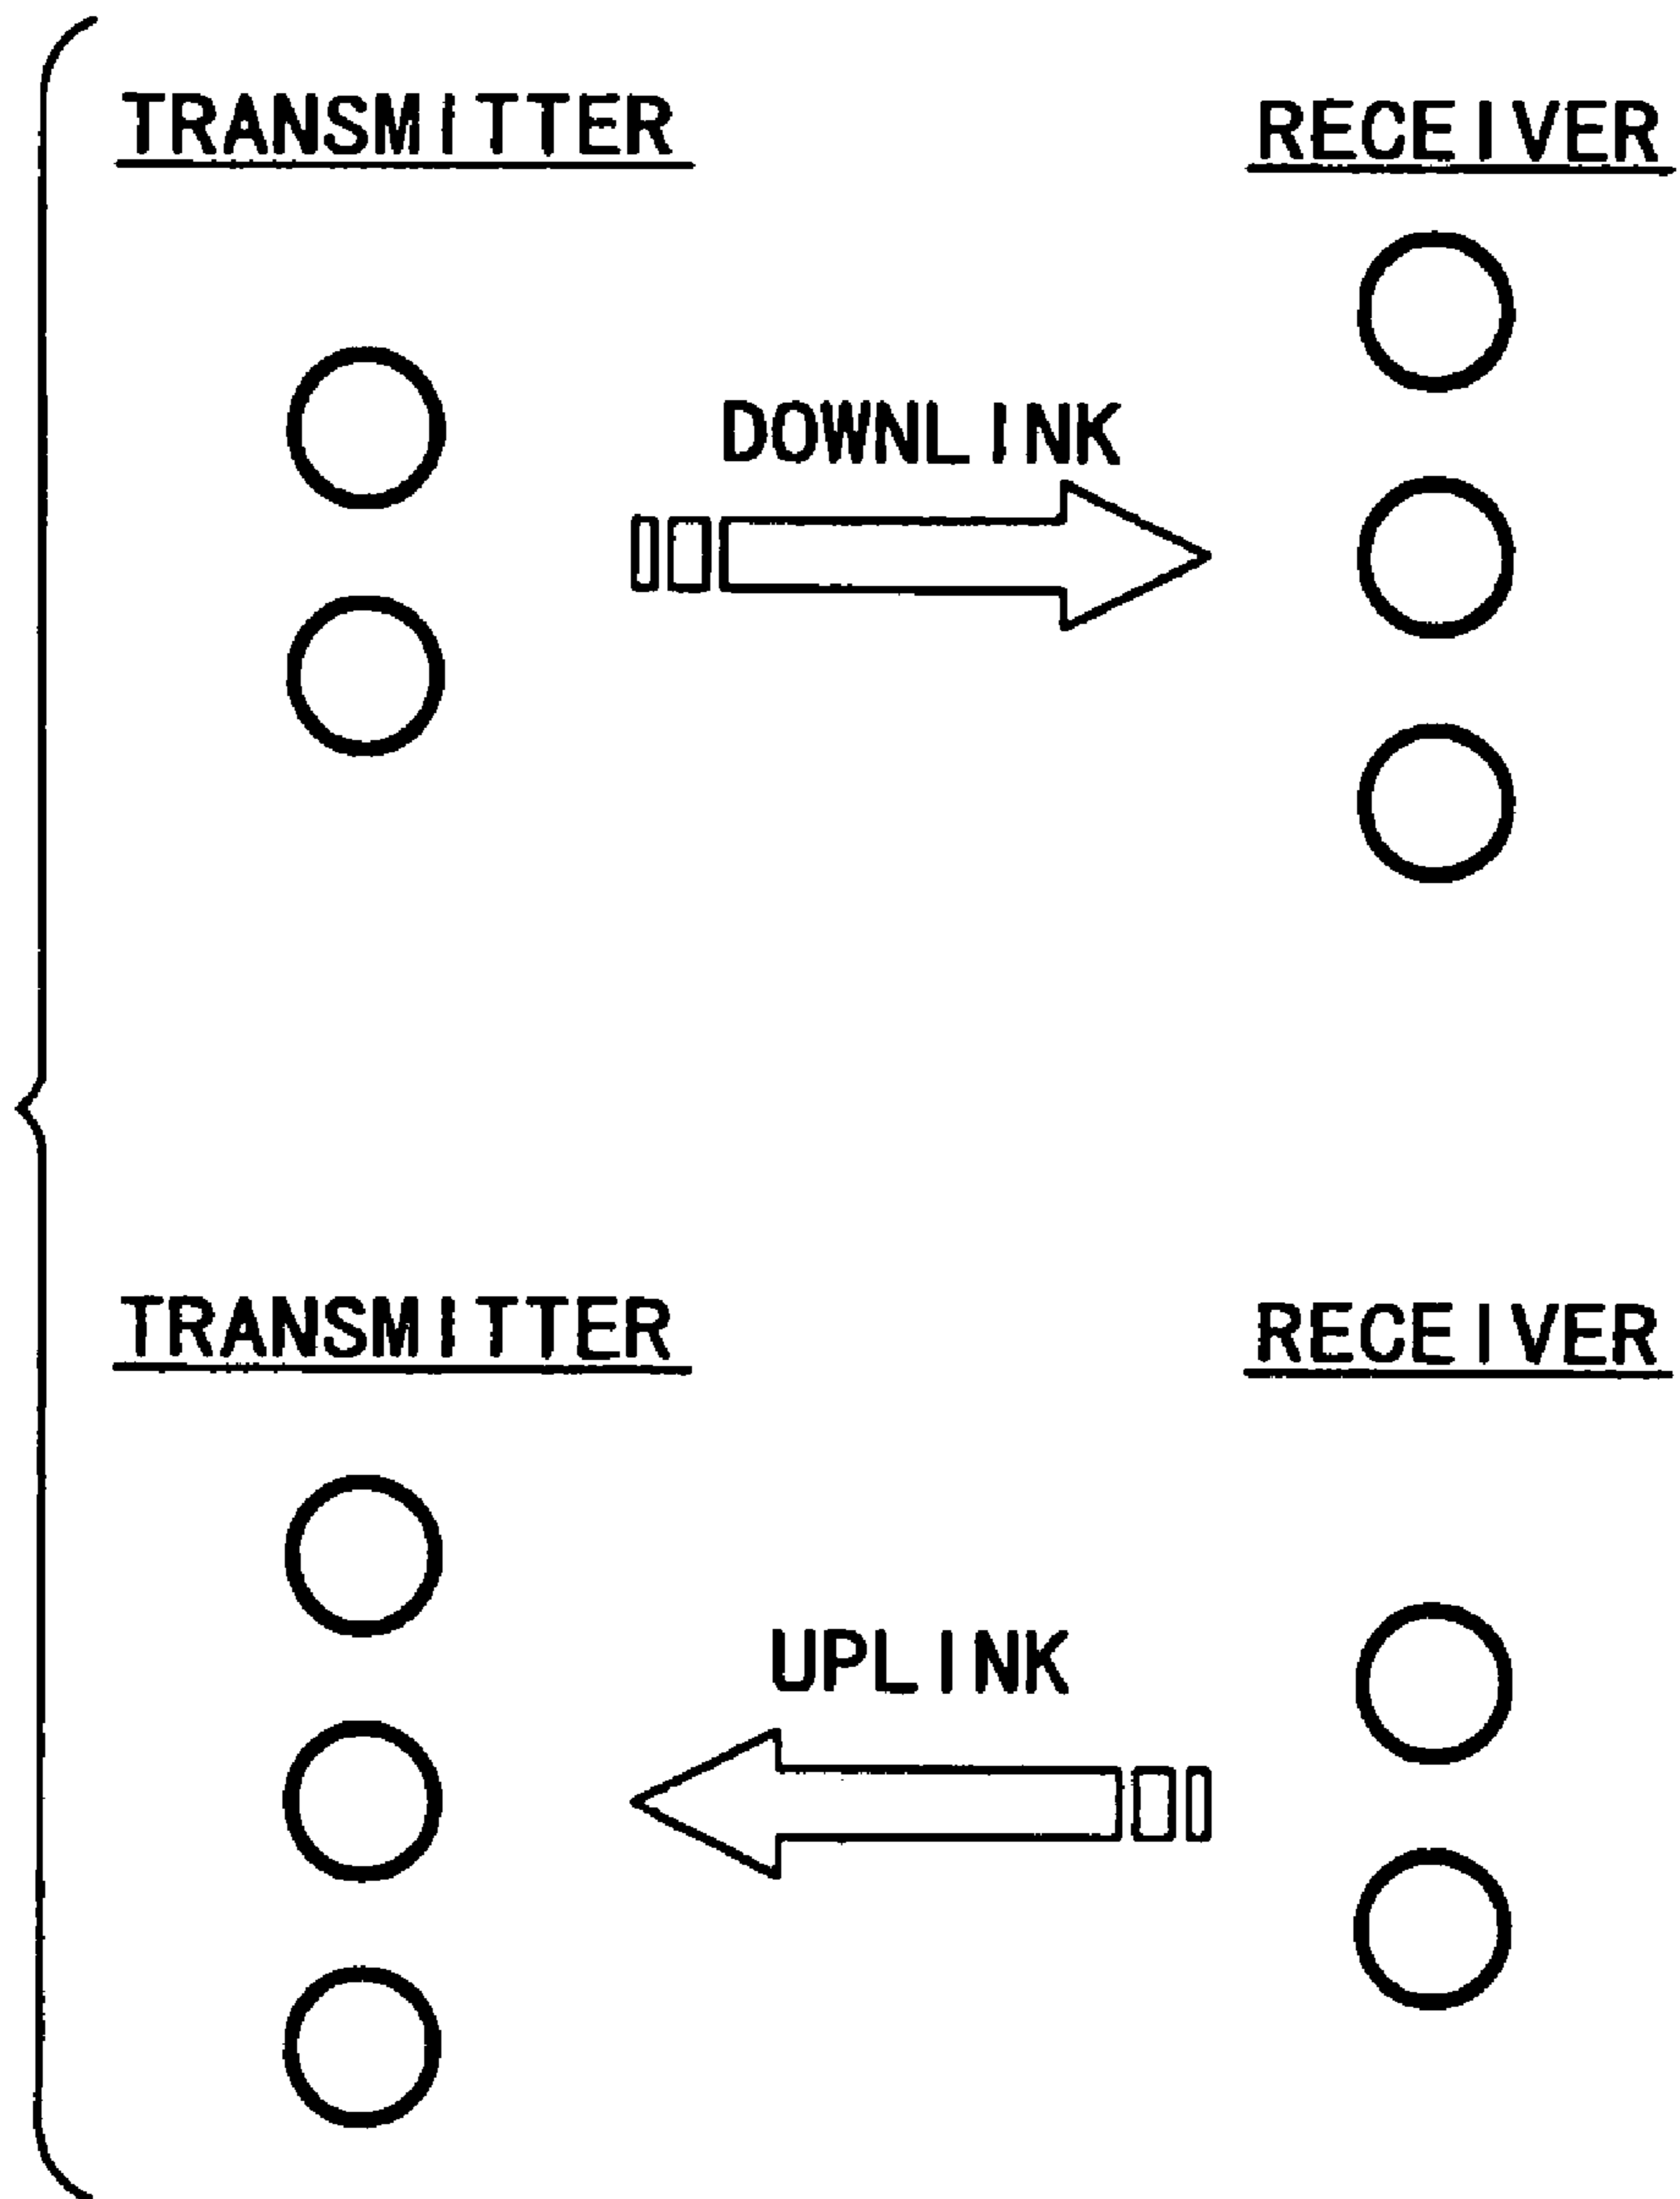 TRANSMITTER
RECEIVER
DOWNLINK
TRANSMITTER
RECEIVER
UPLINK